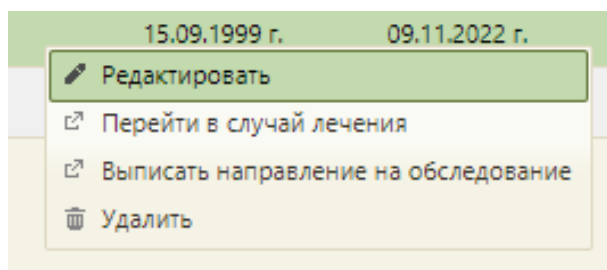 15.09.1999 г. 09.11.2022 г.
Редактировать
Перейти в случай лечения
Выписать направление на обследование
Удалить